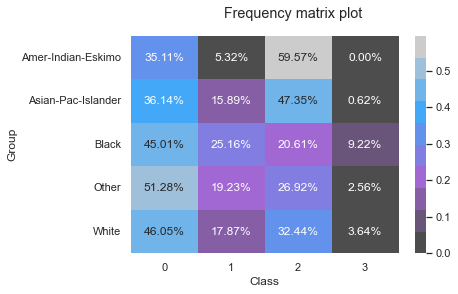 Frequency matrix plot
Group
Amer-Indian-Eskimo 35.11% 5.32% 59.57% 0.00%
Asian-Pac-Islander 36.14% 15.89% 47.35% 0.62%
Black 45.01% 25.16% 20.61% 9.22%
Other 51.28% 19.23% 26.92% 2.56%
White 46.05% 17.87% 32.44% 3.64%
0 1 2 3
Class
0.5
0.4
0.3
0.2
0.1
0.0